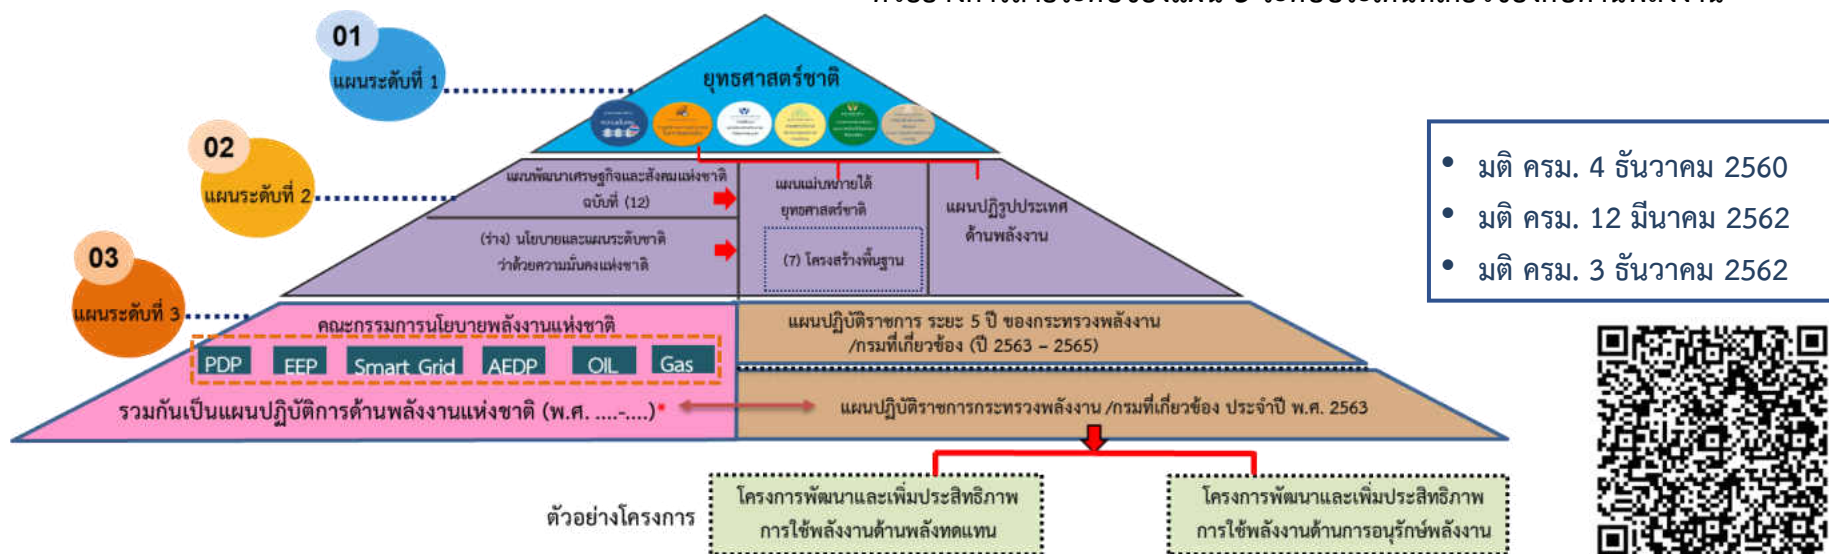 01
แผนระดับที่ 1
ยุทธศาสตร์ชาติ
02
แผนระดับที่ 2
แผนพัฒนาเศรษฐกิจและสังคมแห่งชาติ
ฉบับที่ (12)
(ร่าง) นโยบายและแผนระดับชาติ
ว่าด้วยความมั่นคงแห่งชาติ
แผนแม่บทภายใต้
ยุทธศาสตร์ชาติ
(7) โครงสร้างพื้นฐาน
แผนปฏิรูปประเทศ
ด้านพลังงาน
• มติ ครม. 4 ธันวาคม 2560
• มติ ครม. 12 มีนาคม 2562
• มติ ครม. 3 ธันวาคม 2562
03
แผนระดับที่ 3
คณะกรรมการนโยบายพลังงานแห่งชาติ
PDP EEP Smart Grid AEDP OIL Gas
รวมกันเป็นแผนปฏิบัติการด้านพลังงานแห่งชาติ (พ.ศ. ....-....)*
แผนปฏิบัติราชการ ระยะ 5 ปี ของกระทรวงพลังงาน
/กรมที่เกี่ยวข้อง (ปี 2563 – 2565)
แผนปฏิบัติราชการกระทรวงพลังงาน /กรมที่เกี่ยวข้อง ประจำปี พ.ศ. 2563
ตัวอย่างโครงการ
โครงการพัฒนาและเพิ่มประสิทธิภาพ
การใช้พลังงานด้านพลังทดแทน
โครงการพัฒนาและเพิ่มประสิทธิภาพ
การใช้พลังงานด้านการอนุรักษ์พลังงาน